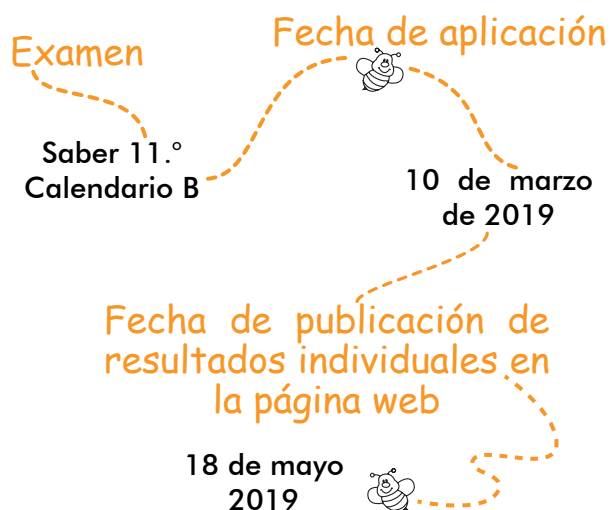 Examen
Fecha de aplicación
Saber 11.°
Calendario B
10 de marzo
de 2019
Fecha de publicación de
resultados individuales en
la página web
18 de mayo
2019